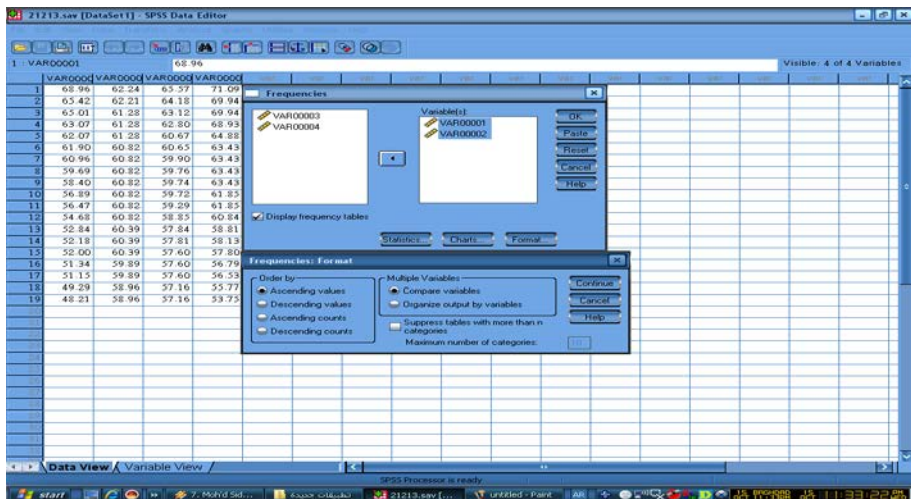 21213.sav [DataSet1] - SPSS Data Editor
1 : VAR00001 68.96 Visible: 4 of 4 Variables
VAR0000 VAR0000 VAR0000 VAR0000
1 68.96 62.24 65.57 71.09
2 65.42 62.21 64.18 69.94
3 65.01 61.28 63.12 69.94
4 63.07 61.28 62.80 68.93
5 62.07 61.28 60.67 64.88
6 61.90 60.82 60.65 63.43
7 60.96 60.82 59.90 63.43
8 59.69 60.82 59.76 63.43
9 58.40 60.82 59.74 63.43
10 56.89 60.82 59.72 61.85
11 56.47 60.82 59.29 61.85
12 54.68 60.82 58.85 60.84
13 52.84 60.39 57.84 58.81
14 52.18 60.39 57.81 58.13
15 52.00 60.39 57.60 57.80
16 51.34 59.89 57.60 56.79
17 51.15 59.89 57.60 56.53
18 49.29 58.96 57.16 55.77
19 48.21 58.96 57.16 53.75
Frequencies
VAR00003
VAR00004
Variable(s):
VAR00001
VAR00002
OK
Paste
Reset
Cancel
Help
Display frequency tables
Statistics... Charts... Format...
Frequencies: Format
Order by
Ascending values
Descending values
Ascending counts
Descending counts
Multiple Variables
Compare variables
Organize output by variables
Suppress tables with more than n
categories
Maximum number of categories:
Continue
Cancel
Help
Data View Variable View
SPSS Processor is ready
start 7. Moh'd Sid... تطبيقات جديدة 21213.sav [... untitled - Paint AR